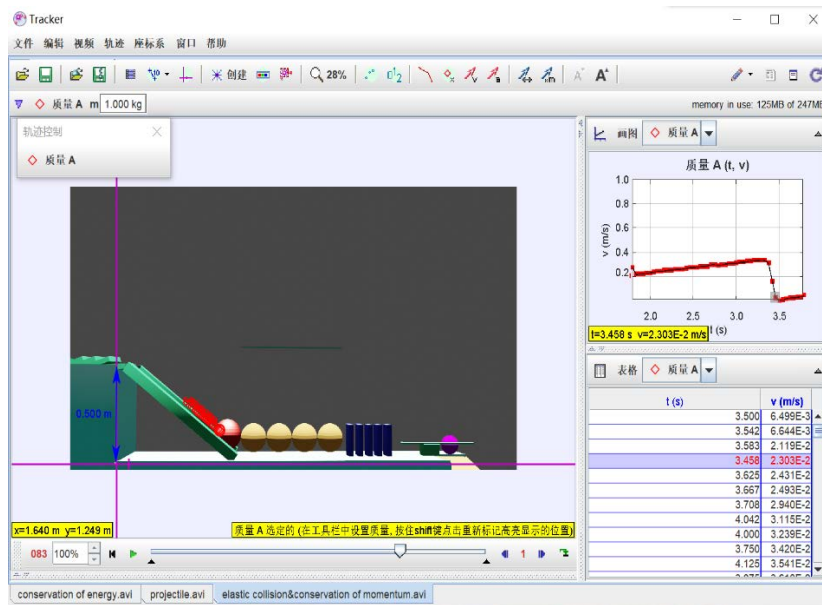 Tracker
文件 编辑 视频 轨迹 座标系 窗口 帮助
创建 28%
质量 A m 1.000 kg
memory in use: 125MB of 247MB
轨迹控制
质量 A
0.500 m
x=1.640 m y=1.249 m
质量 A 选定的 (在工具栏中设置质量, 按住shift键点击重新标记高亮显示的位置)
083 100% 1
conservation of energy.avi projectile.avi elastic collision&conservation of momentum.avi
画图 质量 A
质量 A (t, v)
v (m/s)
1.0
0.8
0.6
0.4
0.2
2.0 2.5 3.0 3.5
t (s)
t=3.458 s v=2.303E-2 m/s
表格 质量 A
t (s) v (m/s)
3.500 6.499E-3
3.542 6.644E-3
3.583 2.119E-2
3.458 2.303E-2
3.625 2.431E-2
3.667 2.493E-2
3.708 2.940E-2
4.042 3.115E-2
4.000 3.239E-2
3.750 3.420E-2
4.125 3.541E-2